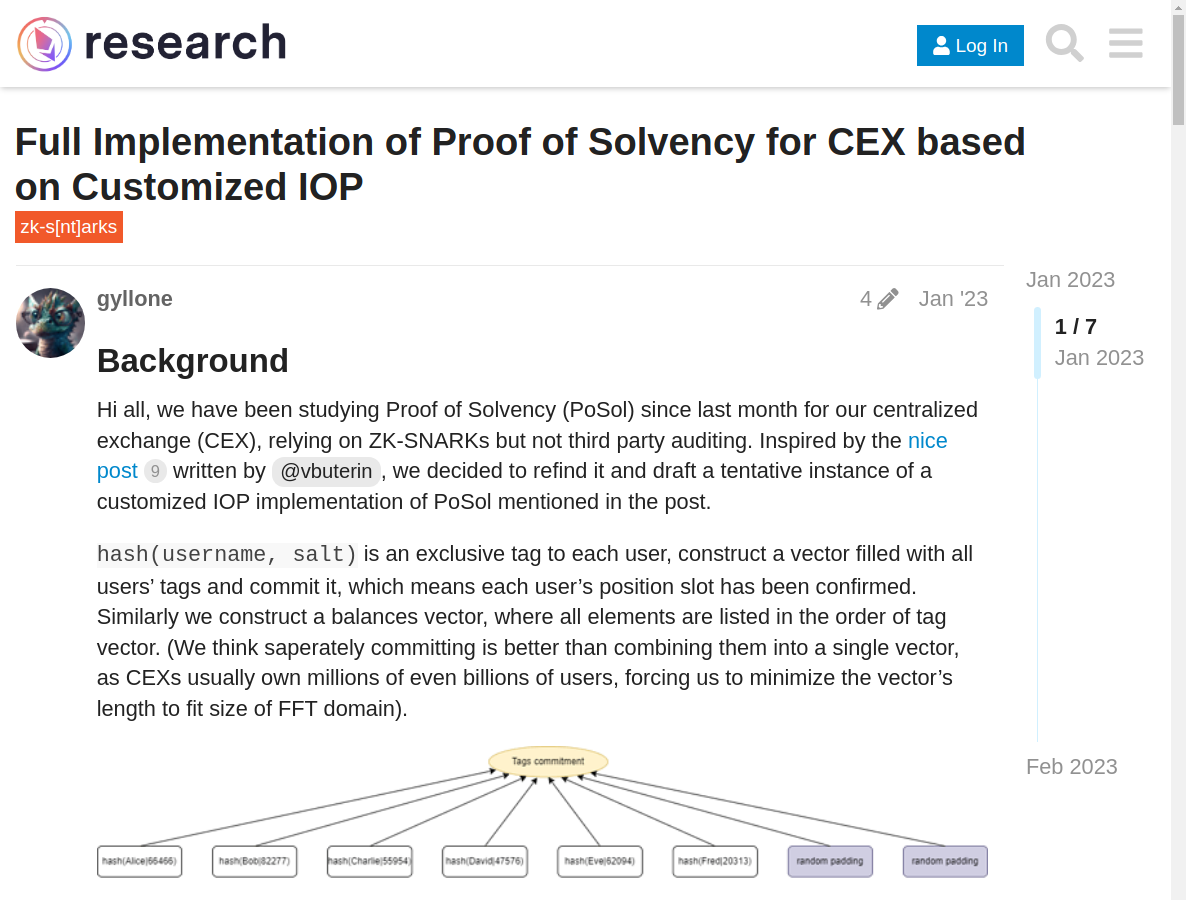 research
Log In
Full Implementation of Proof of Solvency for CEX based
on Customized IOP
zk-s[nt]arks
gyllone
4
Jan '23
Jan 2023
1 / 7
Jan 2023
Background
Hi all, we have been studying Proof of Solvency (PoSol) since last month for our centralized
exchange (CEX), relying on ZK-SNARKs but not third party auditing. Inspired by the nice
post 9 written by @vbuterin, we decided to refind it and draft a tentative instance of a
customized IOP implementation of PoSol mentioned in the post.
hash(username, salt) is an exclusive tag to each user, construct a vector filled with all
users’ tags and commit it, which means each user’s position slot has been confirmed.
Similarly we construct a balances vector, where all elements are listed in the order of tag
vector. (We think saperately committing is better than combining them into a single vector,
as CEXs usually own millions of even billions of users, forcing us to minimize the vector’s
length to fit size of FFT domain).
Feb 2023
Tags commitment
hash(Alice|66466)
hash(Bob|82277)
hash(Charlie|55954)
hash(David|47576)
hash(Eve|62094)
hash(Fred|20313)
random padding
random padding